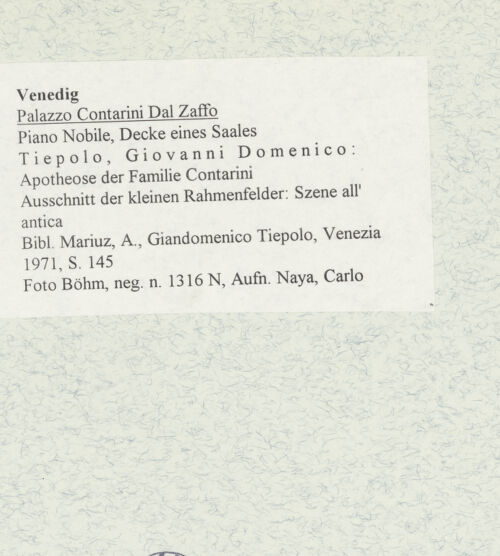 Venedig
Palazzo Contarini Dal Zaffo
Piano Nobile, Decke eines Saales
Tiepolo, Giovanni Domenico:
Apotheose der Familie Contarini
Ausschnitt der kleinen Rahmenfelder: Szene all'
antica
Bibl. Mariuz, A., Giandomenico Tiepolo, Venezia
1971, S. 145
Foto Böhm, neg. n. 1316 N, Aufn. Naya, Carlo